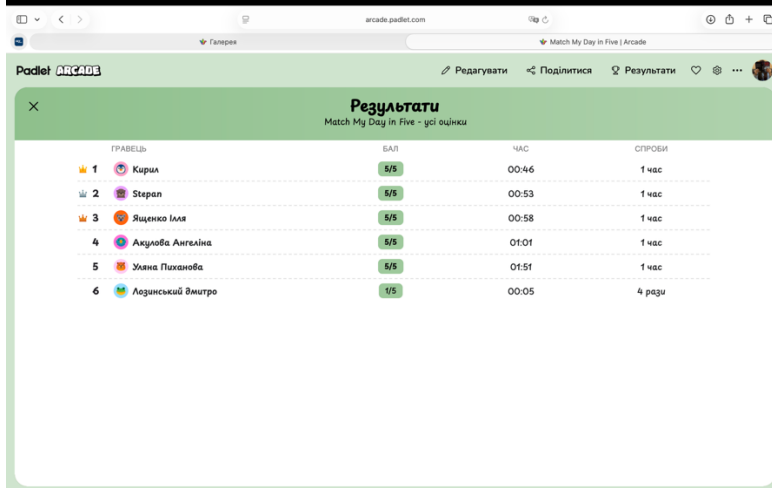 arcade.padlet.com
Галерея
Match My Day in Five | Arcade
Padlet ARCADE
Редагувати
Поділитися
Результати
Результати
Match My Day in Five - усі оцінки
ГРАВЕЦЬ БАЛ ЧАС СПРОБИ
1 Кирил 5/5 00:46 1 час
2 Stepan 5/5 00:53 1 час
3 Ященко Ілля 5/5 00:58 1 час
4 Акулова Ангеліна 5/5 01:01 1 час
5 Уляна Пиханова 5/5 01:51 1 час
6 Лозинський дмитро 1/5 00:05 4 рази